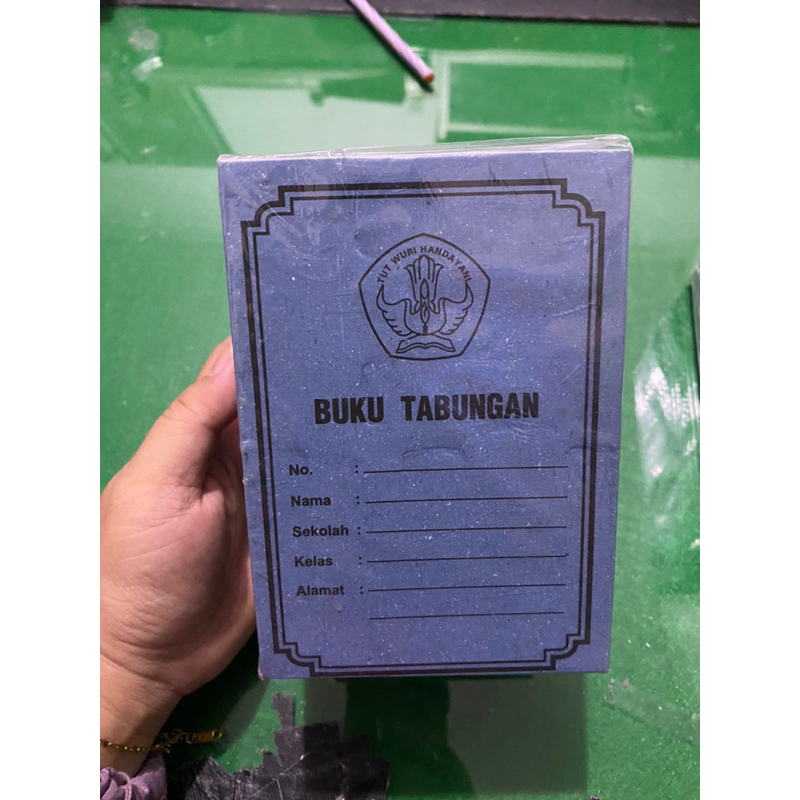 TUT WURI HANDAYANI
BUKU TABUNGAN
No. :
Nama :
Sekolah :
Kelas :
Alamat :